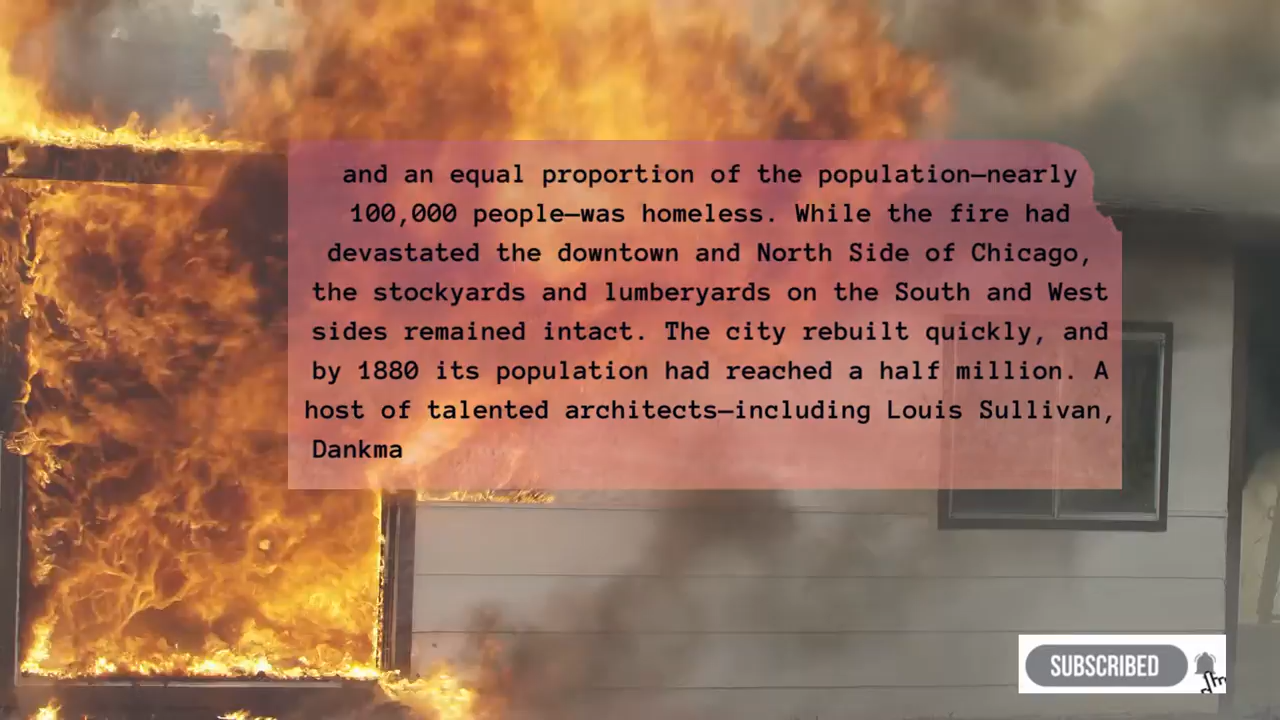 and an equal proportion of the population—nearly
100,000 people—was homeless. While the fire had
devastated the downtown and North Side of Chicago,
the stockyards and lumberyards on the South and West
sides remained intact. The city rebuilt quickly, and
by 1880 its population had reached a half million. A
host of talented architects—including Louis Sullivan,
Dankma
SUBSCRIBED